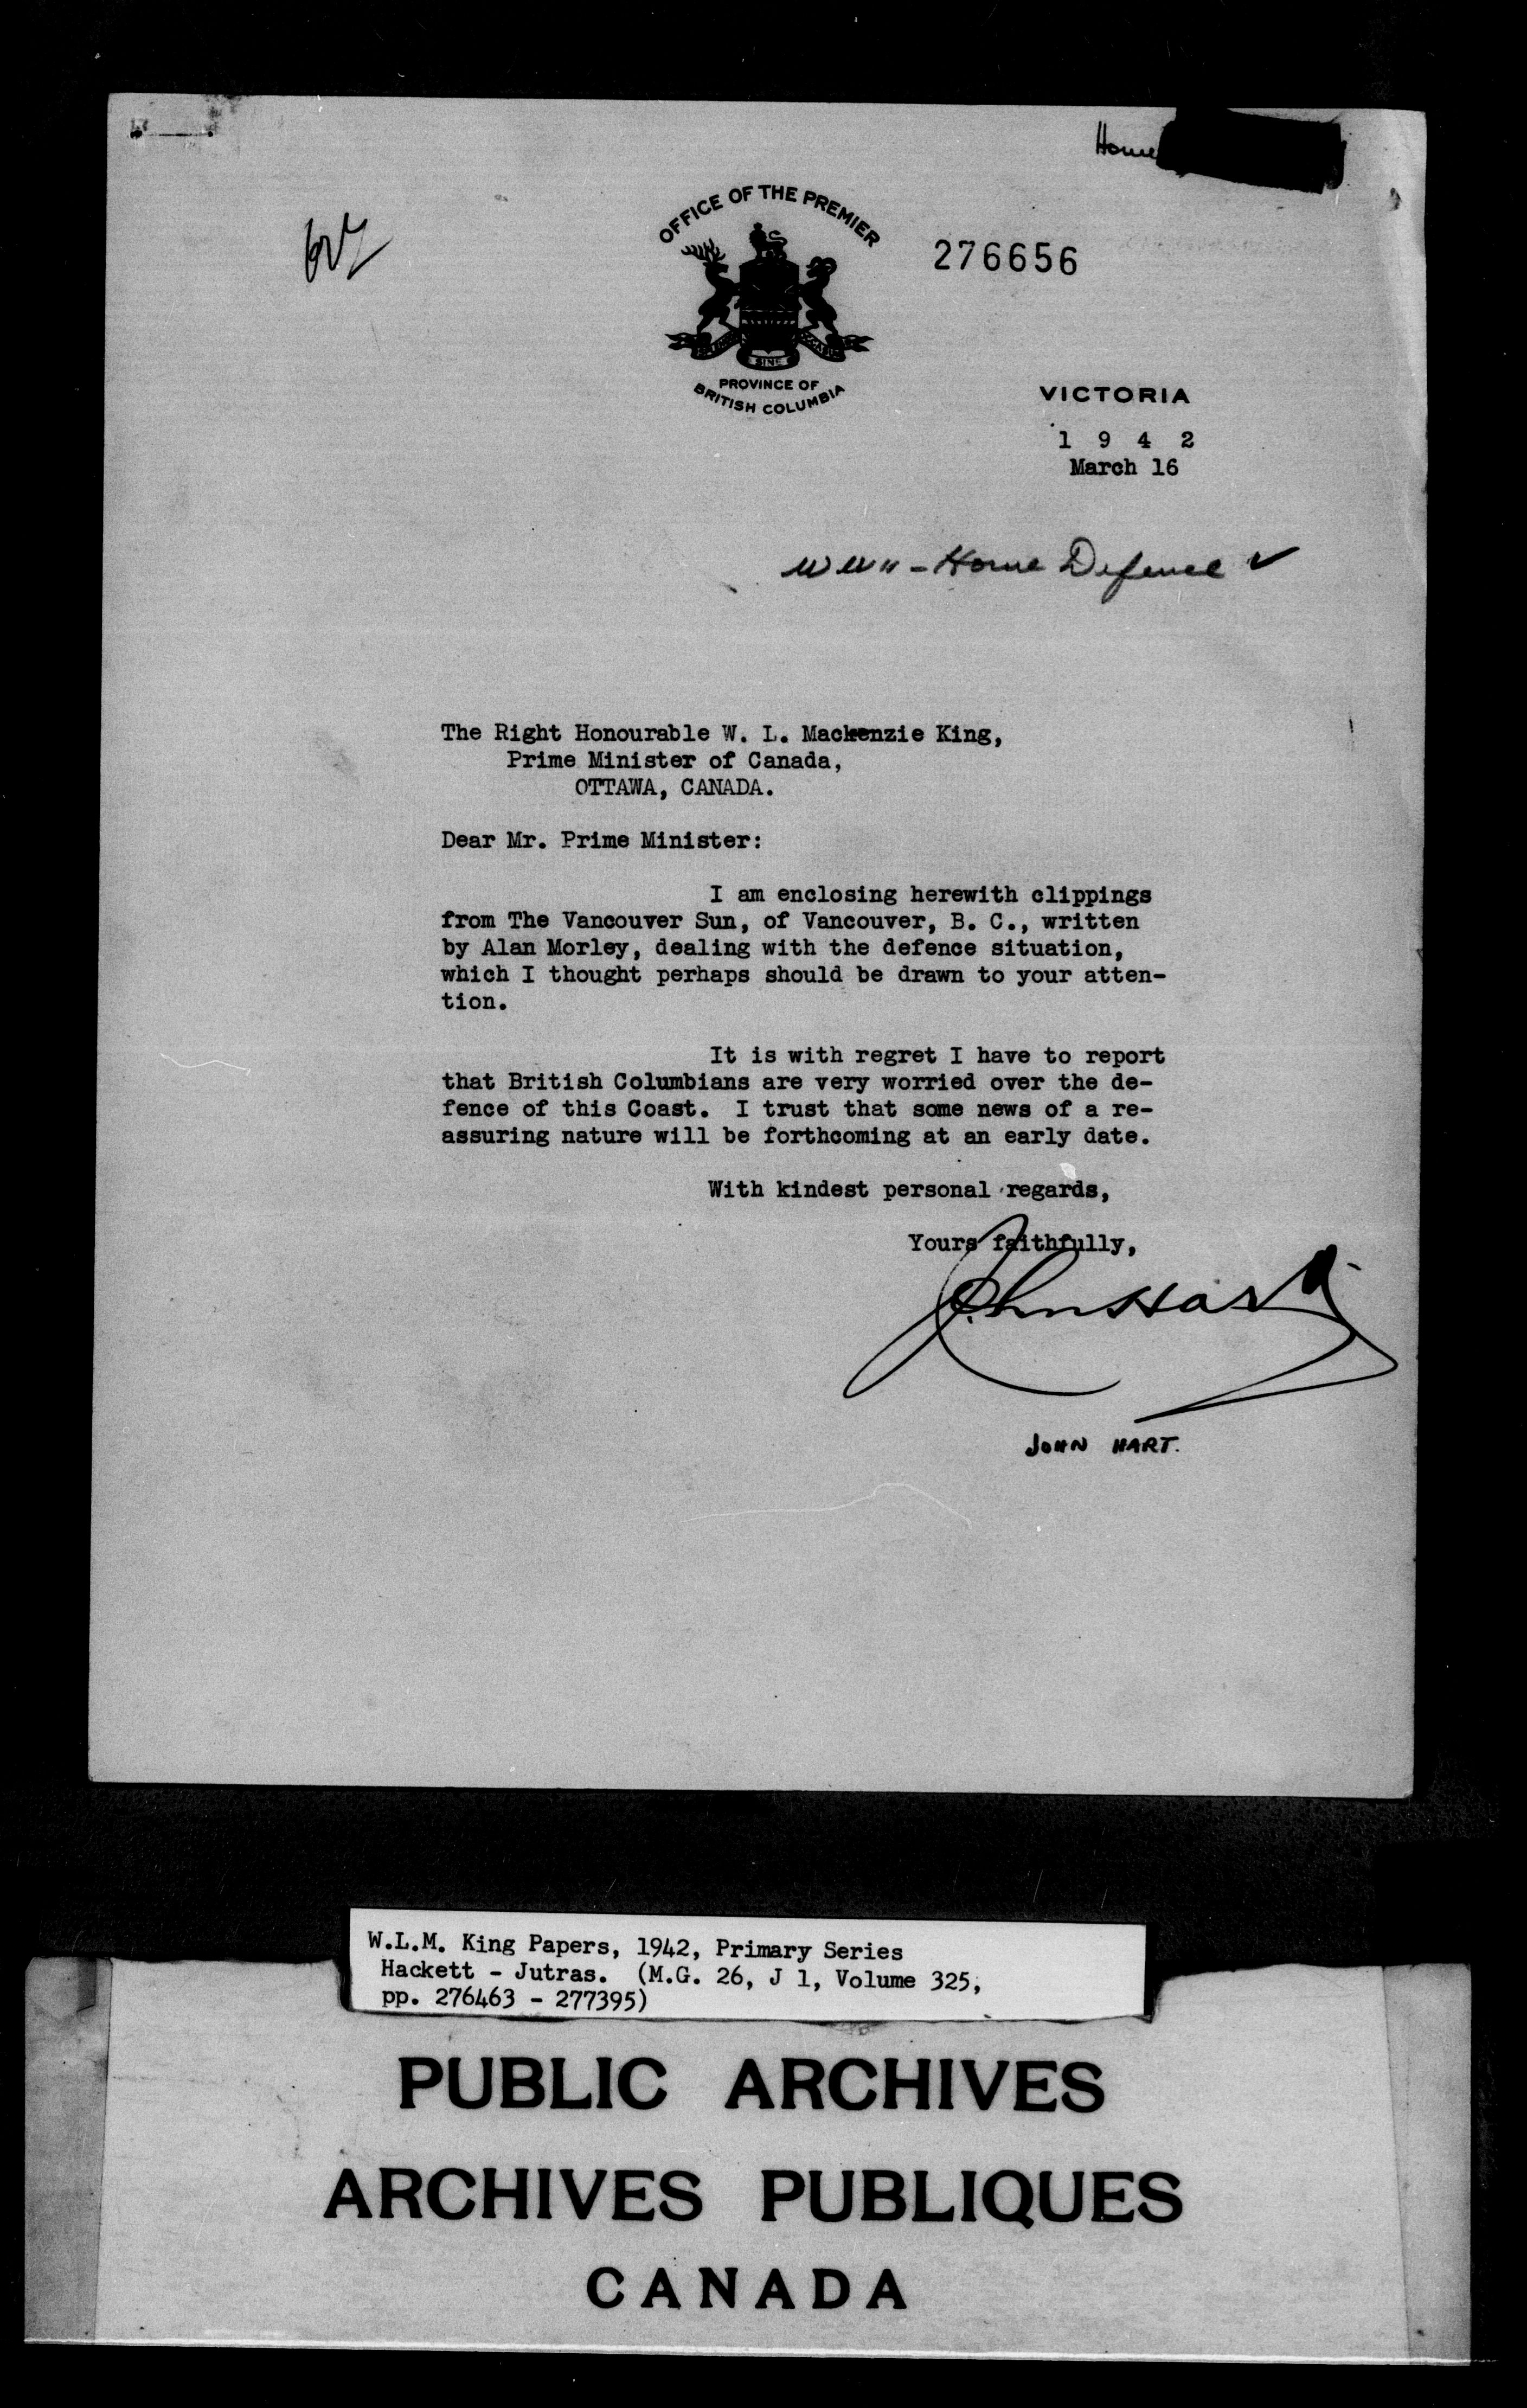 Home
OFFICE OF THE PREMIER
276656
SINE
PROVINCE OF
BRITISH COLUMBIA
VICTORIA
1 9 4 2
March 16
Home Defence ✓
The Right Honourable W. L. Mackenzie King,
Prime Minister of Canada,
OTTAWA, CANADA.
Dear Mr. Prime Minister:
I am enclosing herewith clippings
from The Vancouver Sun, of Vancouver, B. C., written
by Alan Morley, dealing with the defence situation,
which I thought perhaps should be drawn to your atten-
tion.
It is with regret I have to report
that British Columbians are very worried over the de-
fence of this Coast. I trust that some news of a re-
assuring nature will be forthcoming at an early date.
With kindest personal regards,
Yours faithfully,
John Hart
JOHN HART.
W.L.M. King Papers, 1942, Primary Series
Hackett - Jutras. (M.G. 26, J 1, Volume 325,
pp. 276463 - 277395)
PUBLIC ARCHIVES
ARCHIVES PUBLIQUES
CANADA